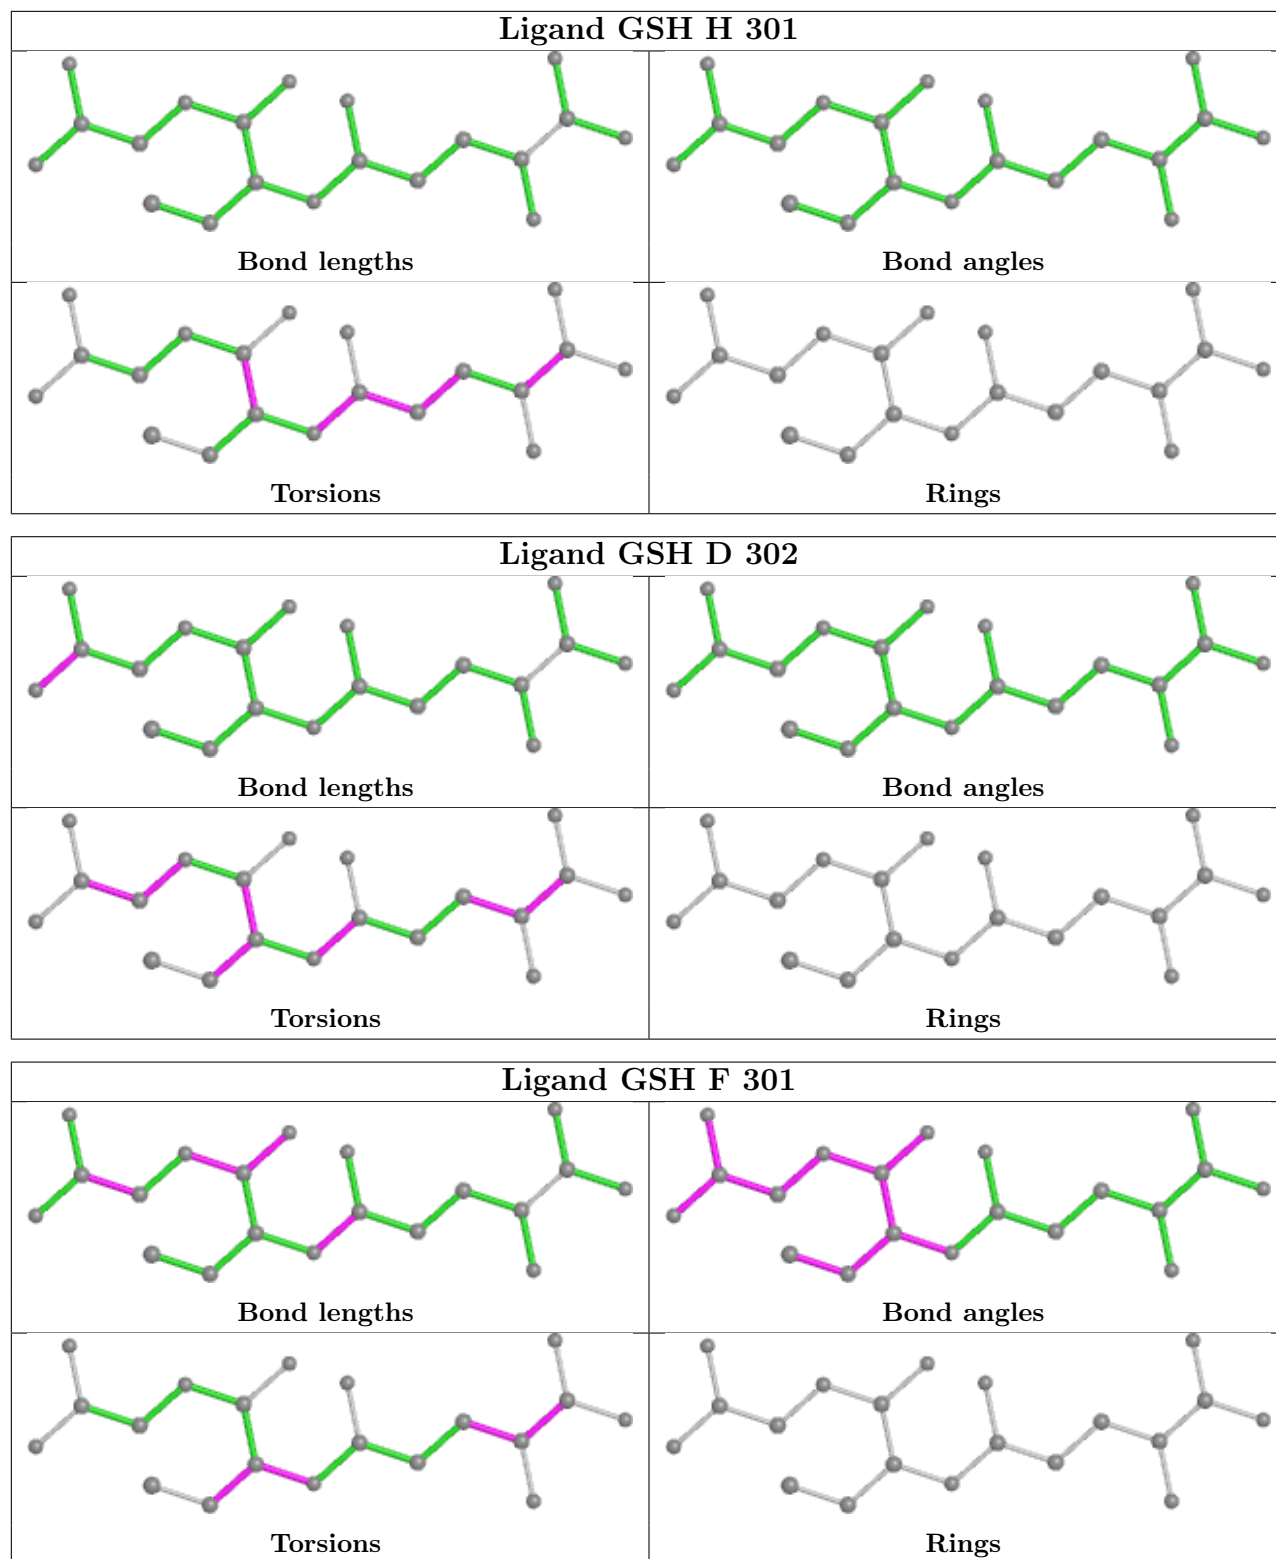 Ligand GSH H 301
Bond lengths
Bond angles
Torsions
Rings
Ligand GSH D 302
Bond lengths
Bond angles
Torsions
Rings
Ligand GSH F 301
Bond lengths
Bond angles
Torsions
Rings